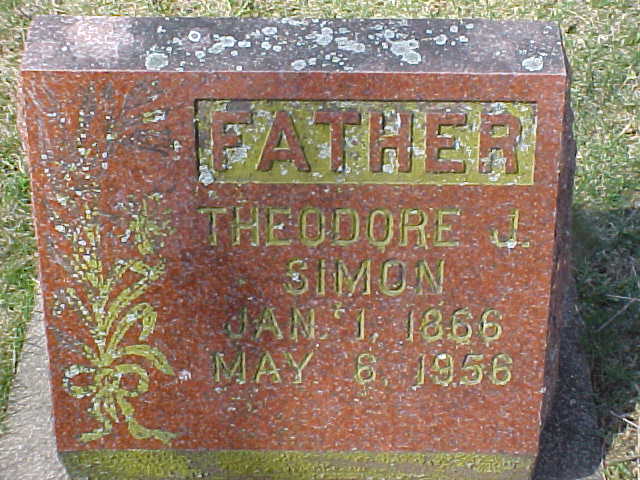 FATHER
THEODORE J.
SIMON
JAN. 1, 1866
MAY 6, 1956